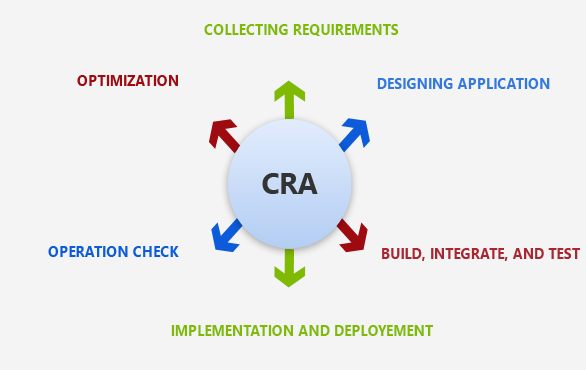 COLLECTING REQUIREMENTS
OPTIMIZATION
DESIGNING APPLICATION
CRA
OPERATION CHECK
BUILD, INTEGRATE, AND TEST
IMPLEMENTATION AND DEPLOYEMENT